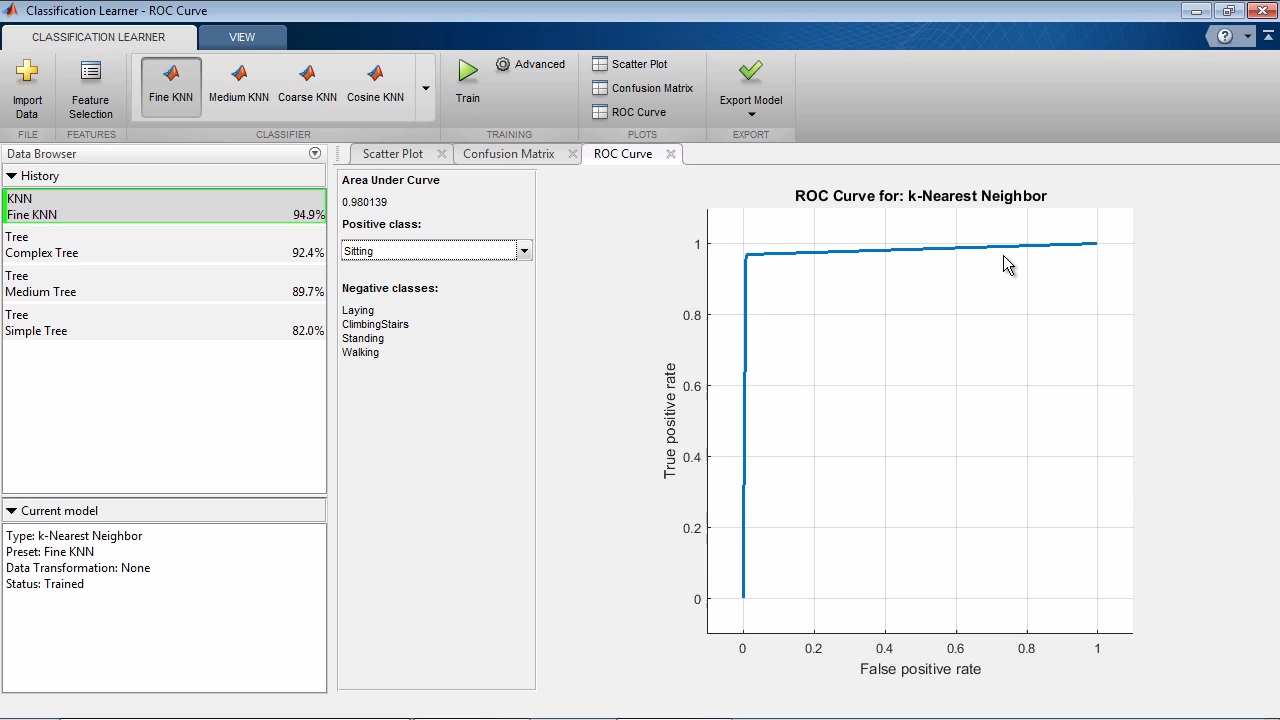 Classification Learner - ROC Curve
CLASSIFICATION LEARNER
VIEW
Import Data
Feature Selection
Fine KNN
Medium KNN
Coarse KNN
Cosine KNN
Train
Advanced
Scatter Plot
Confusion Matrix
ROC Curve
Export Model
FILE
FEATURES
CLASSIFIER
TRAINING
PLOTS
EXPORT
Data Browser
Scatter Plot
Confusion Matrix
ROC Curve
History
KNN
Fine KNN 94.9%
Tree
Complex Tree 92.4%
Tree
Medium Tree 89.7%
Tree
Simple Tree 82.0%
Current model
Type: k-Nearest Neighbor
Preset: Fine KNN
Data Transformation: None
Status: Trained
Area Under Curve
0.980139
Positive class:
Sitting
Negative classes:
Laying
ClimbingStairs
Standing
Walking
ROC Curve for: k-Nearest Neighbor
True positive rate
1
0.8
0.6
0.4
0.2
0
0 0.2 0.4 0.6 0.8 1
False positive rate